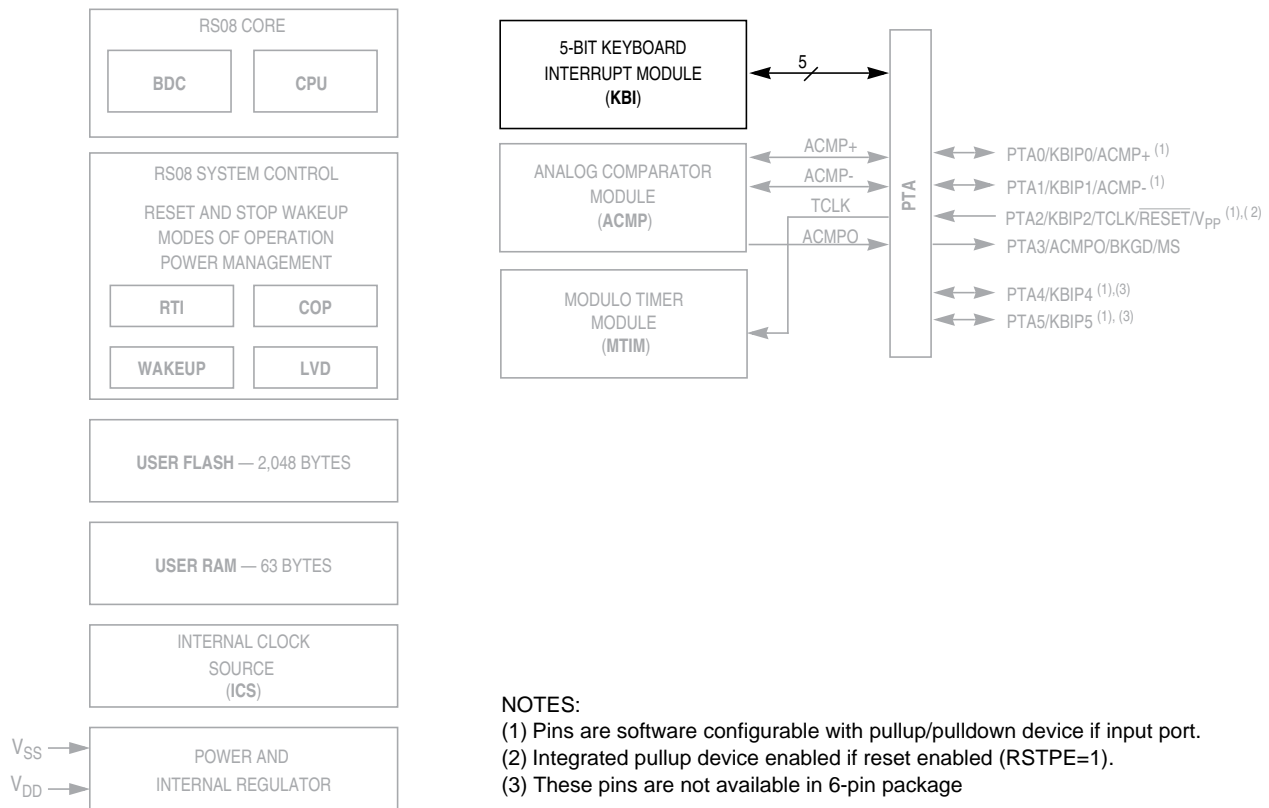 RS08 CORE
BDC
CPU
RS08 SYSTEM CONTROL
RESET AND STOP WAKEUP
MODES OF OPERATION
POWER MANAGEMENT
RTI
COP
WAKEUP
LVD
USER FLASH — 2,048 BYTES
USER RAM — 63 BYTES
INTERNAL CLOCK
SOURCE
(ICS)
VSS
VDD
POWER AND
INTERNAL REGULATOR
5-BIT KEYBOARD
INTERRUPT MODULE
(KBI)
5
ANALOG COMPARATOR
MODULE
(ACMP)
ACMP+
ACMP-
TCLK
ACMPO
MODULO TIMER
MODULE
(MTIM)
PTA
PTA0/KBIP0/ACMP+ (1)
PTA1/KBIP1/ACMP- (1)
PTA2/KBIP2/TCLK/RESET/VPP (1),( 2)
PTA3/ACMPO/BKGD/MS
PTA4/KBIP4 (1),(3)
PTA5/KBIP5 (1), (3)
NOTES:
(1) Pins are software configurable with pullup/pulldown device if input port.
(2) Integrated pullup device enabled if reset enabled (RSTPE=1).
(3) These pins are not available in 6-pin package